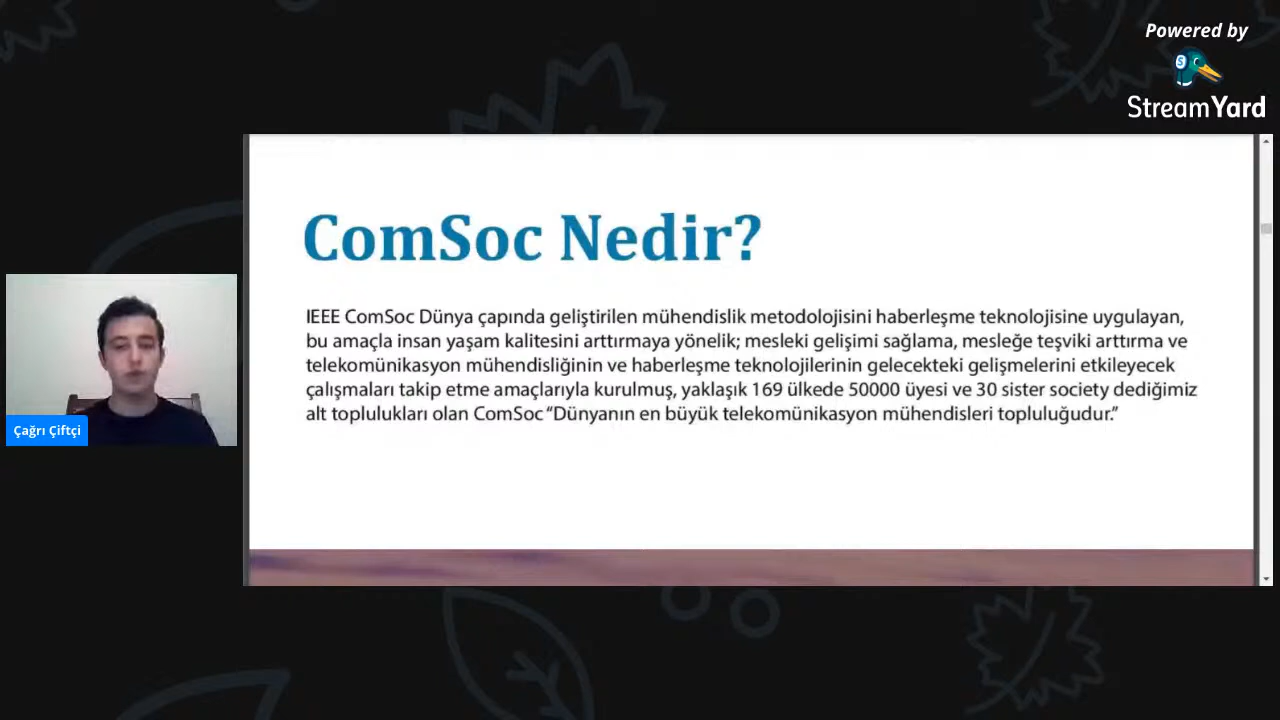 Powered by
StreamYard
ComSoc Nedir?
IEEE ComSoc Dünya çapında geliştirilen mühendislik metodolojisini haberleşme teknolojisine uygulayan,
bu amaçla insan yaşam kalitesini arttırmaya yönelik; mesleki gelişimi sağlama, mesleğe teşviki arttırma ve
telekomünikasyon mühendisliğinin ve haberleşme teknolojilerinin gelecekteki gelişmelerini etkileyecek
çalışmaları takip etme amaçlarıyla kurulmuş, yaklaşık 169 ülkede 50000 üyesi ve 30 sister society dediğimiz
alt toplulukları olan ComSoc “Dünyanın en büyük telekomünikasyon mühendisleri topluluğudur.”
Çağrı Çiftçi